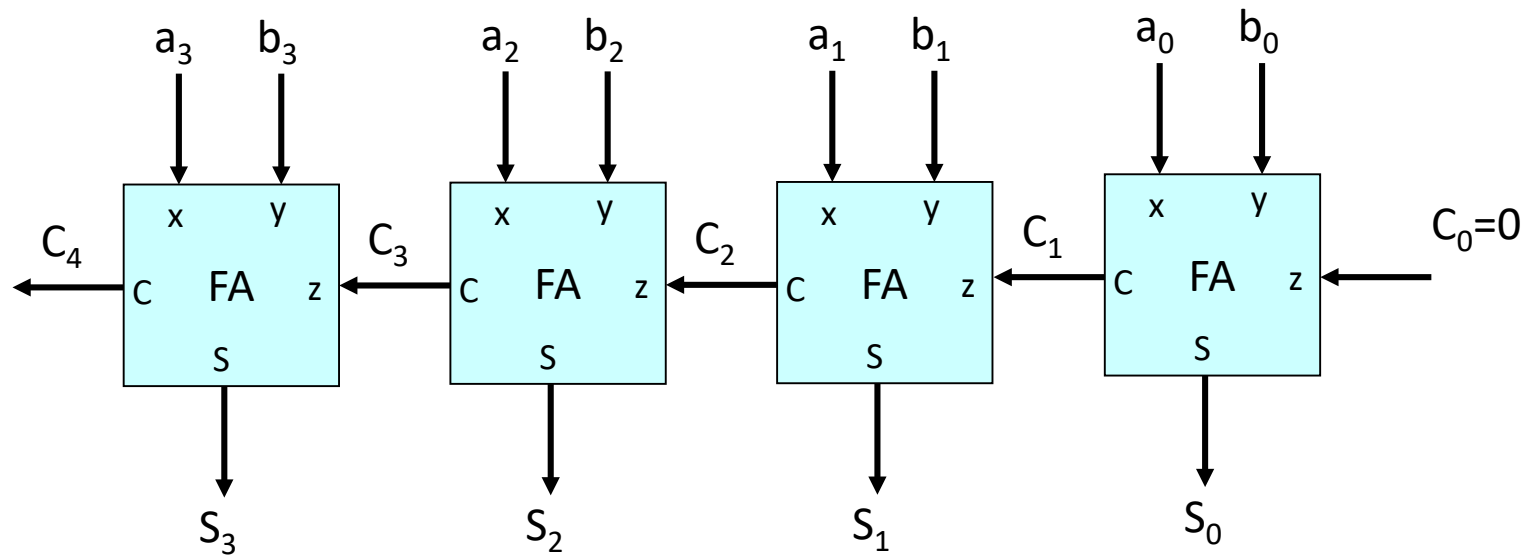 a₃ b₃ a₂ b₂ a₁ b₁ a₀ b₀
x y x y x y x y
C₄ C₃ C₂ C₁ C₀=0
C FA z C FA z C FA z C FA z
S S S S
S₃ S₂ S₁ S₀